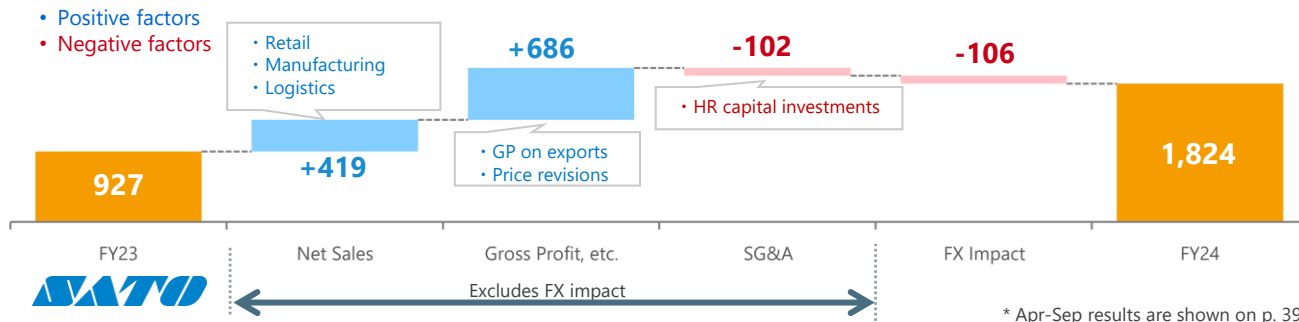 • Positive factors
• Negative factors
・Retail
・Manufacturing
・Logistics
+686
-102
-106
・HR capital investments
・GP on exports
・Price revisions
927
+419
1,824
FY23
Net Sales
Gross Profit, etc.
SG&A
FX Impact
FY24
SATO
Excludes FX impact
* Apr-Sep results are shown on p. 39